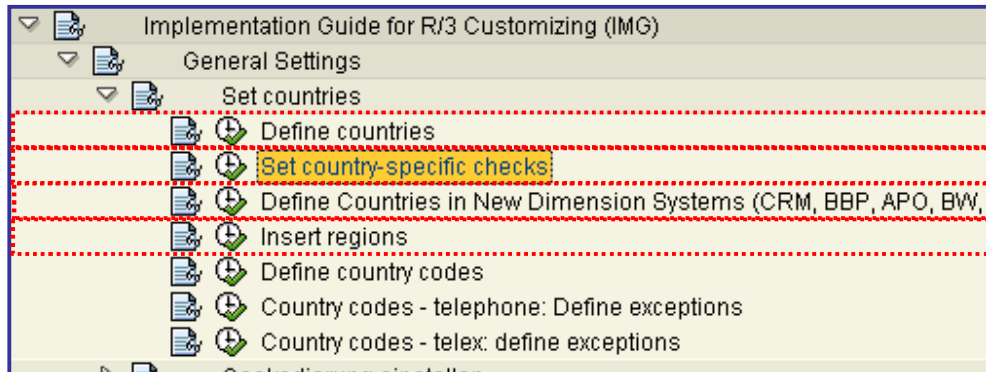 Implementation Guide for R/3 Customizing (IMG)
General Settings
Set countries
Define countries
Set country-specific checks
Define Countries in New Dimension Systems (CRM, BBP, APO, BW,
Insert regions
Define country codes
Country codes - telephone: Define exceptions
Country codes - telex: define exceptions